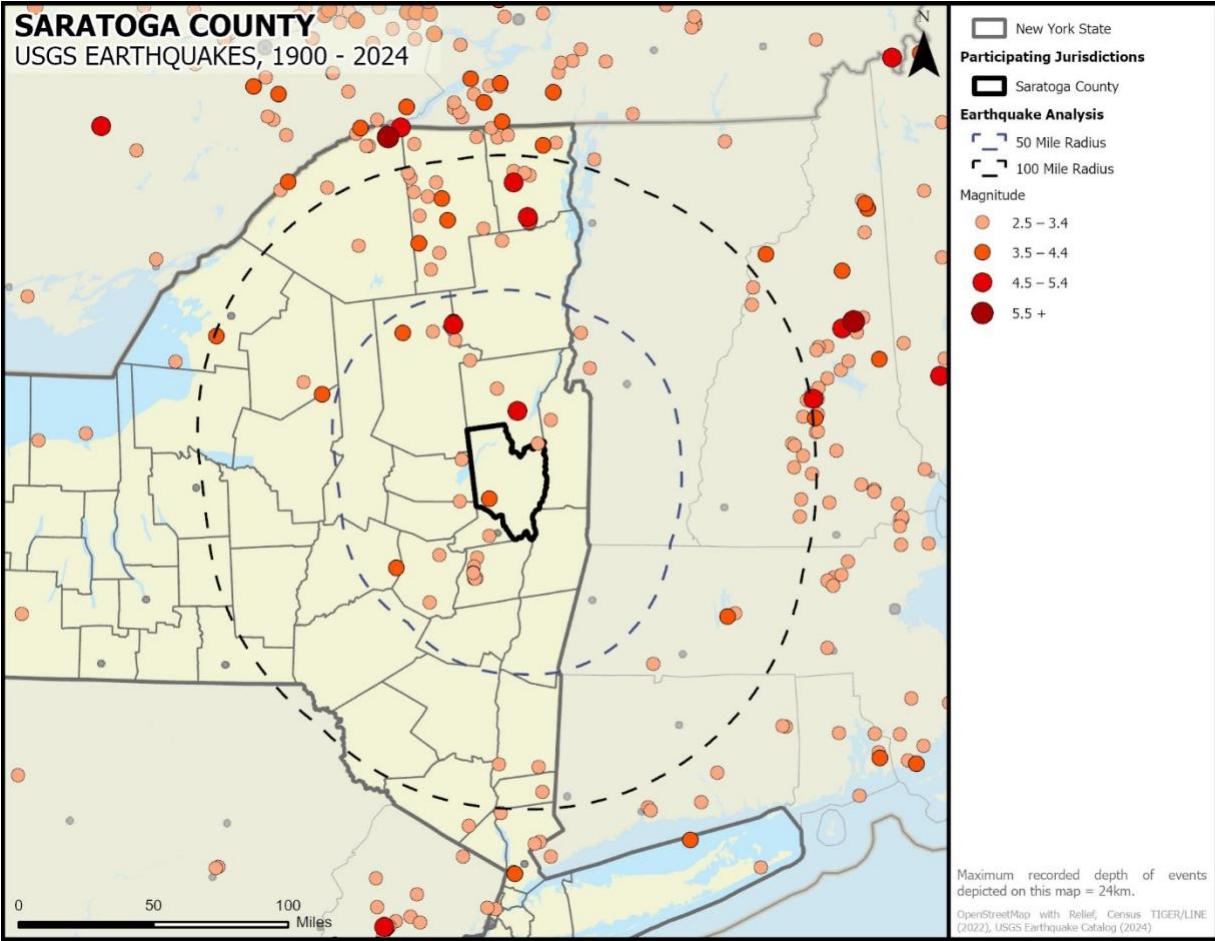 SARATOGA COUNTY
USGS EARTHQUAKES, 1900 - 2024
N
New York State
Participating Jurisdictions
Saratoga County
Earthquake Analysis
50 Mile Radius
100 Mile Radius
Magnitude
2.5 – 3.4
3.5 – 4.4
4.5 – 5.4
5.5 +
Maximum recorded depth of events
depicted on this map = 24km.
OpenStreetMap with Relief, Census TIGER/LINE
(2022), USGS Earthquake Catalog (2024)
0 50 100
Miles